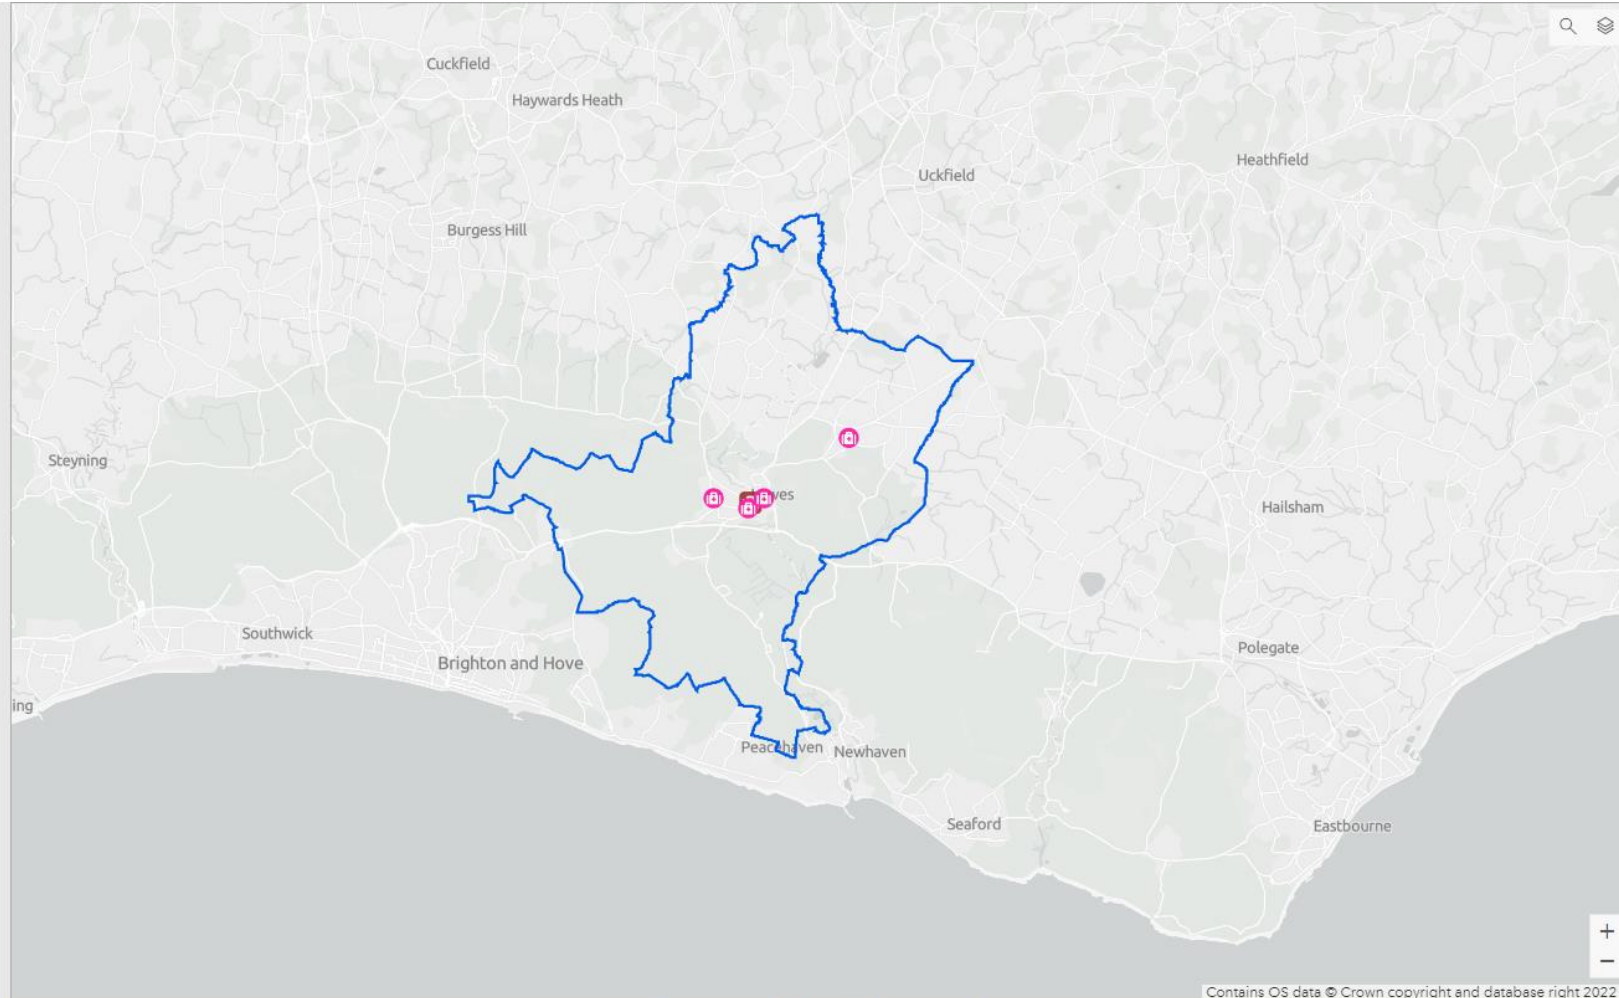 Cuckfield
Haywards Heath
Heathfield
Uckfield
Burgess Hill
Steyning
Hailsham
Southwick
Polegate
Brighton and Hove
ing
Peacehaven
Newhaven
Seaford
Eastbourne
+
−
Contains OS data © Crown copyright and database right 2022